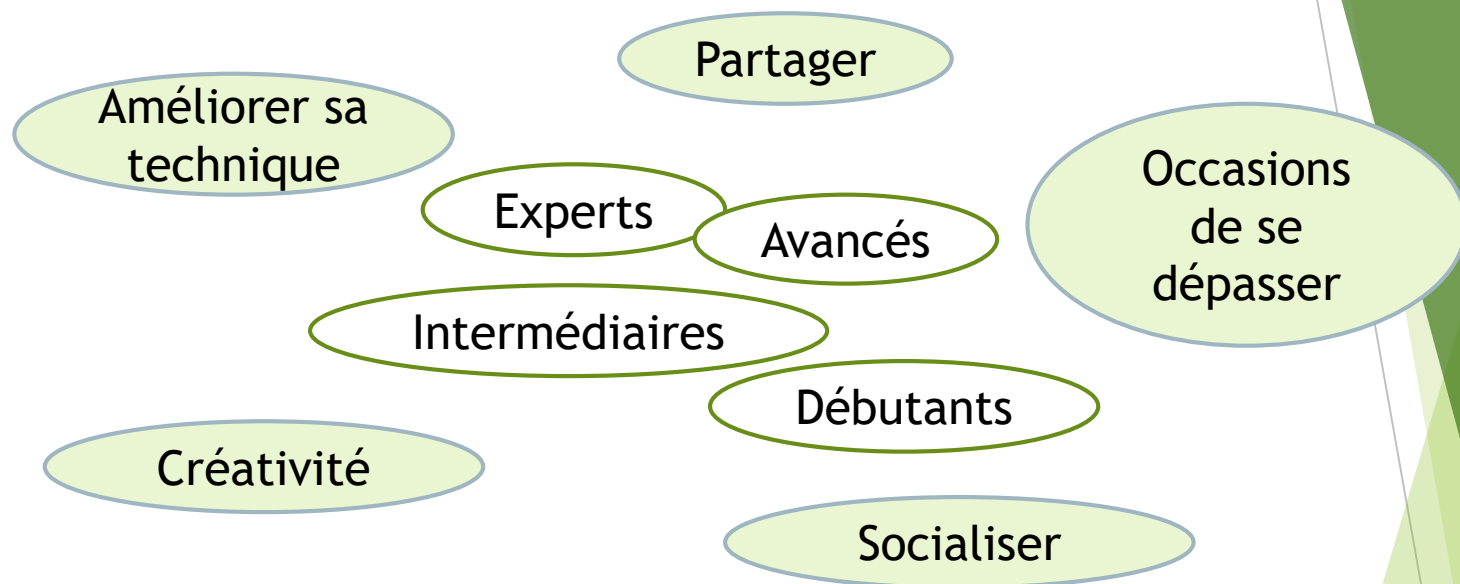 Partager
Améliorer sa
technique
Occasions
de se
dépasser
Experts
Avancés
Intermédiaires
Débutants
Créativité
Socialiser